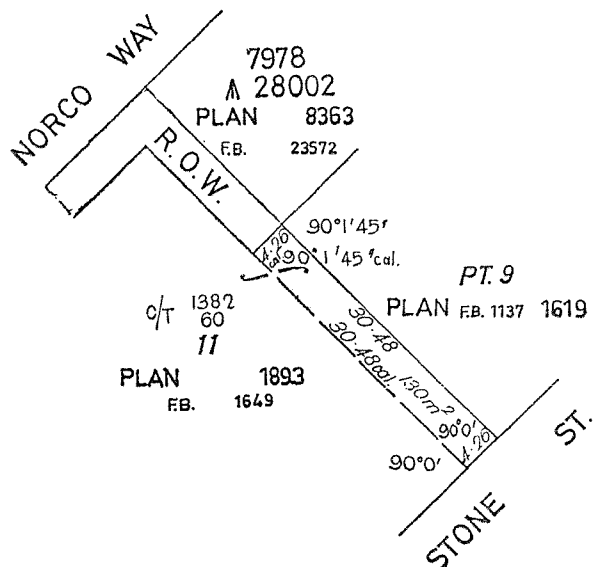 NORCO WAY
7978
28002
PLAN 8363
F.B. 23572
R.O.W.
90°1'45"
4·26
90°1'45" cal.
PT. 9
PLAN F.B. 1137 1619
C/T 1382
60
11
PLAN 1893
F.B. 1649
30·48
30·48 cal.
130m²
90°0'
4·26
90°0'
STONE ST.